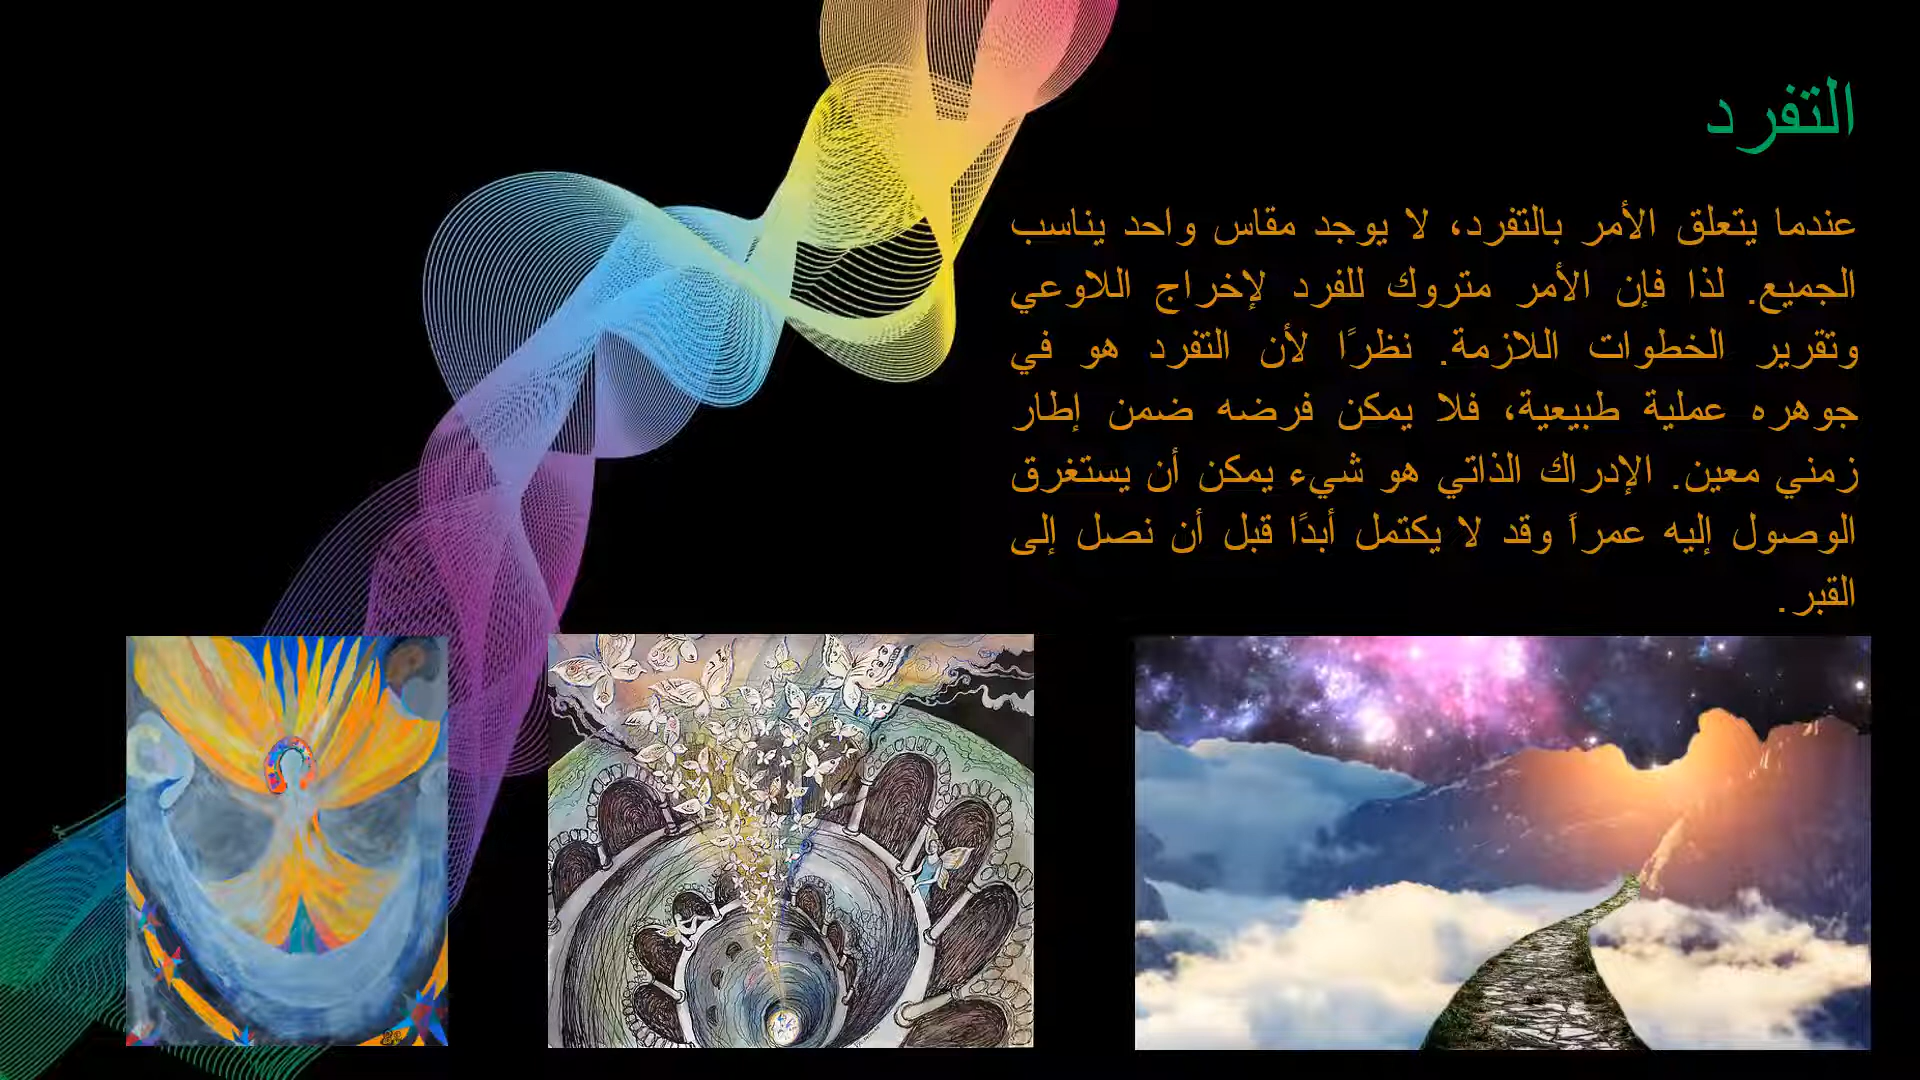 التفرد
عندما يتعلق الأمر بالتفرد، لا يوجد مقاس واحد يناسب
الجميع. لذا فإن الأمر متروك للفرد لإخراج اللاوعي
وتقرير الخطوات اللازمة. نظرًا لأن التفرد هو في
جوهره عملية طبيعية، فلا يمكن فرضه ضمن إطار
زمني معين. الإدراك الذاتي هو شيء يمكن أن يستغرق
الوصول إليه عمراً وقد لا يكتمل أبدًا قبل أن نصل إلى
القبر.